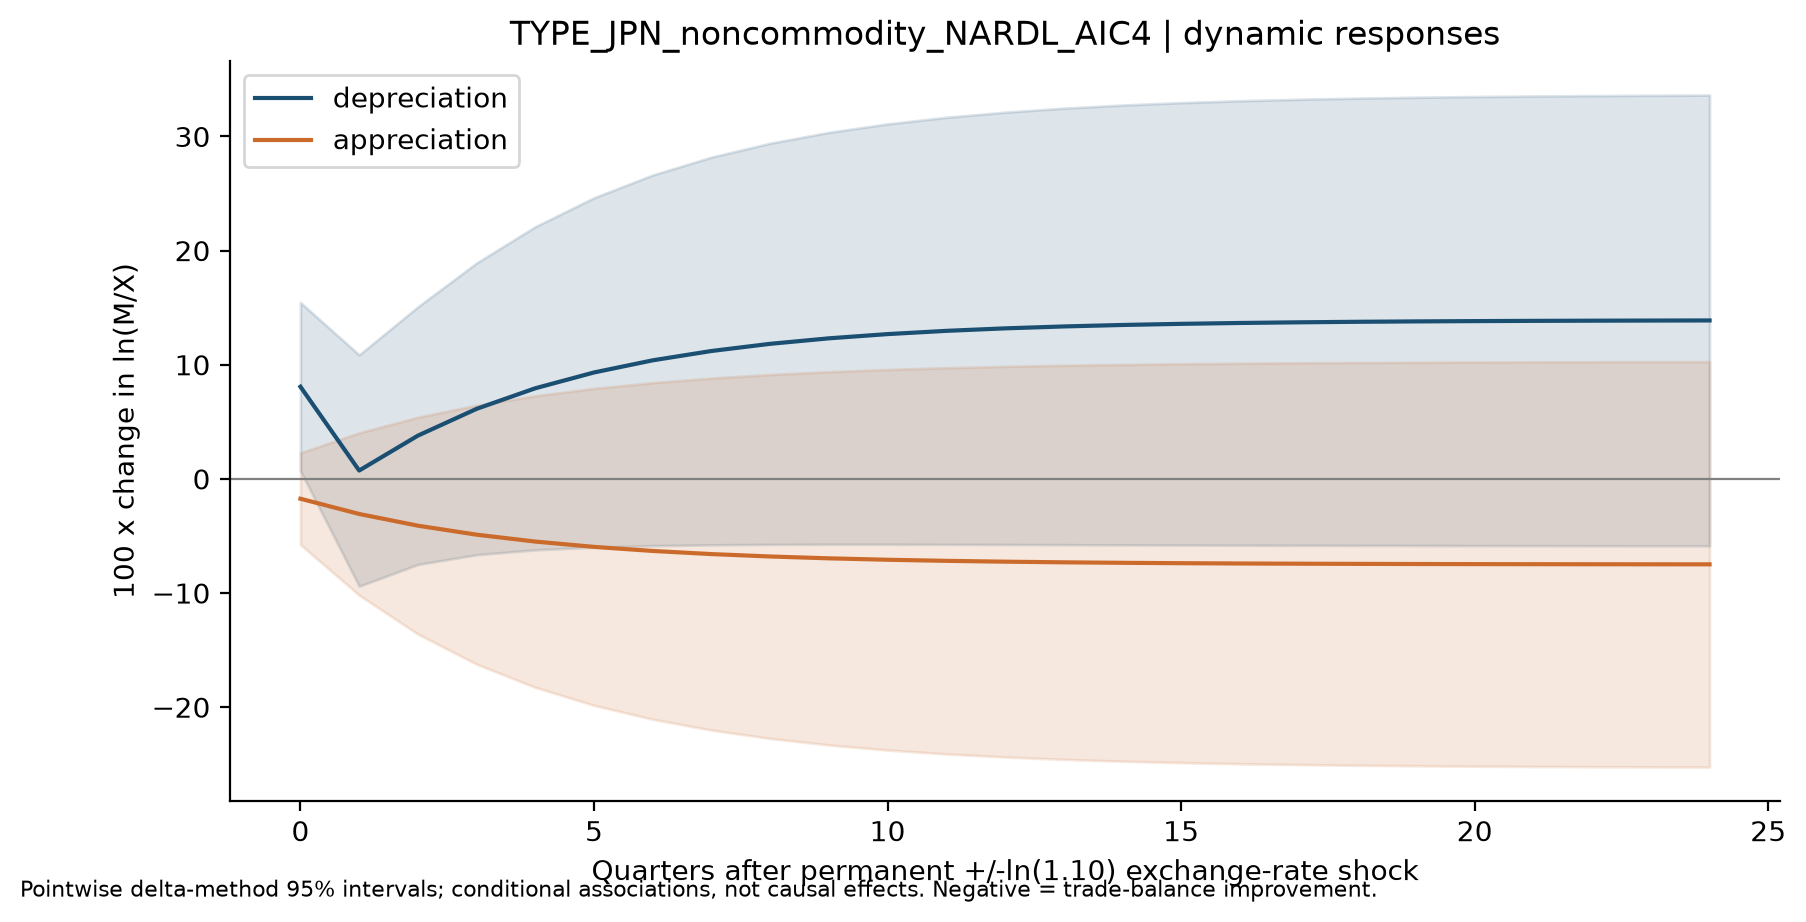 TYPE_JPN_noncommodity_NARDL_AIC4 | dynamic responses
depreciation
appreciation
100 x change in ln(M/X)
30
20
10
0
−10
−20
0
5
10
15
20
25
Quarters after permanent +/-ln(1.10) exchange-rate shock
Pointwise delta-method 95% intervals; conditional associations, not causal effects. Negative = trade-balance improvement.